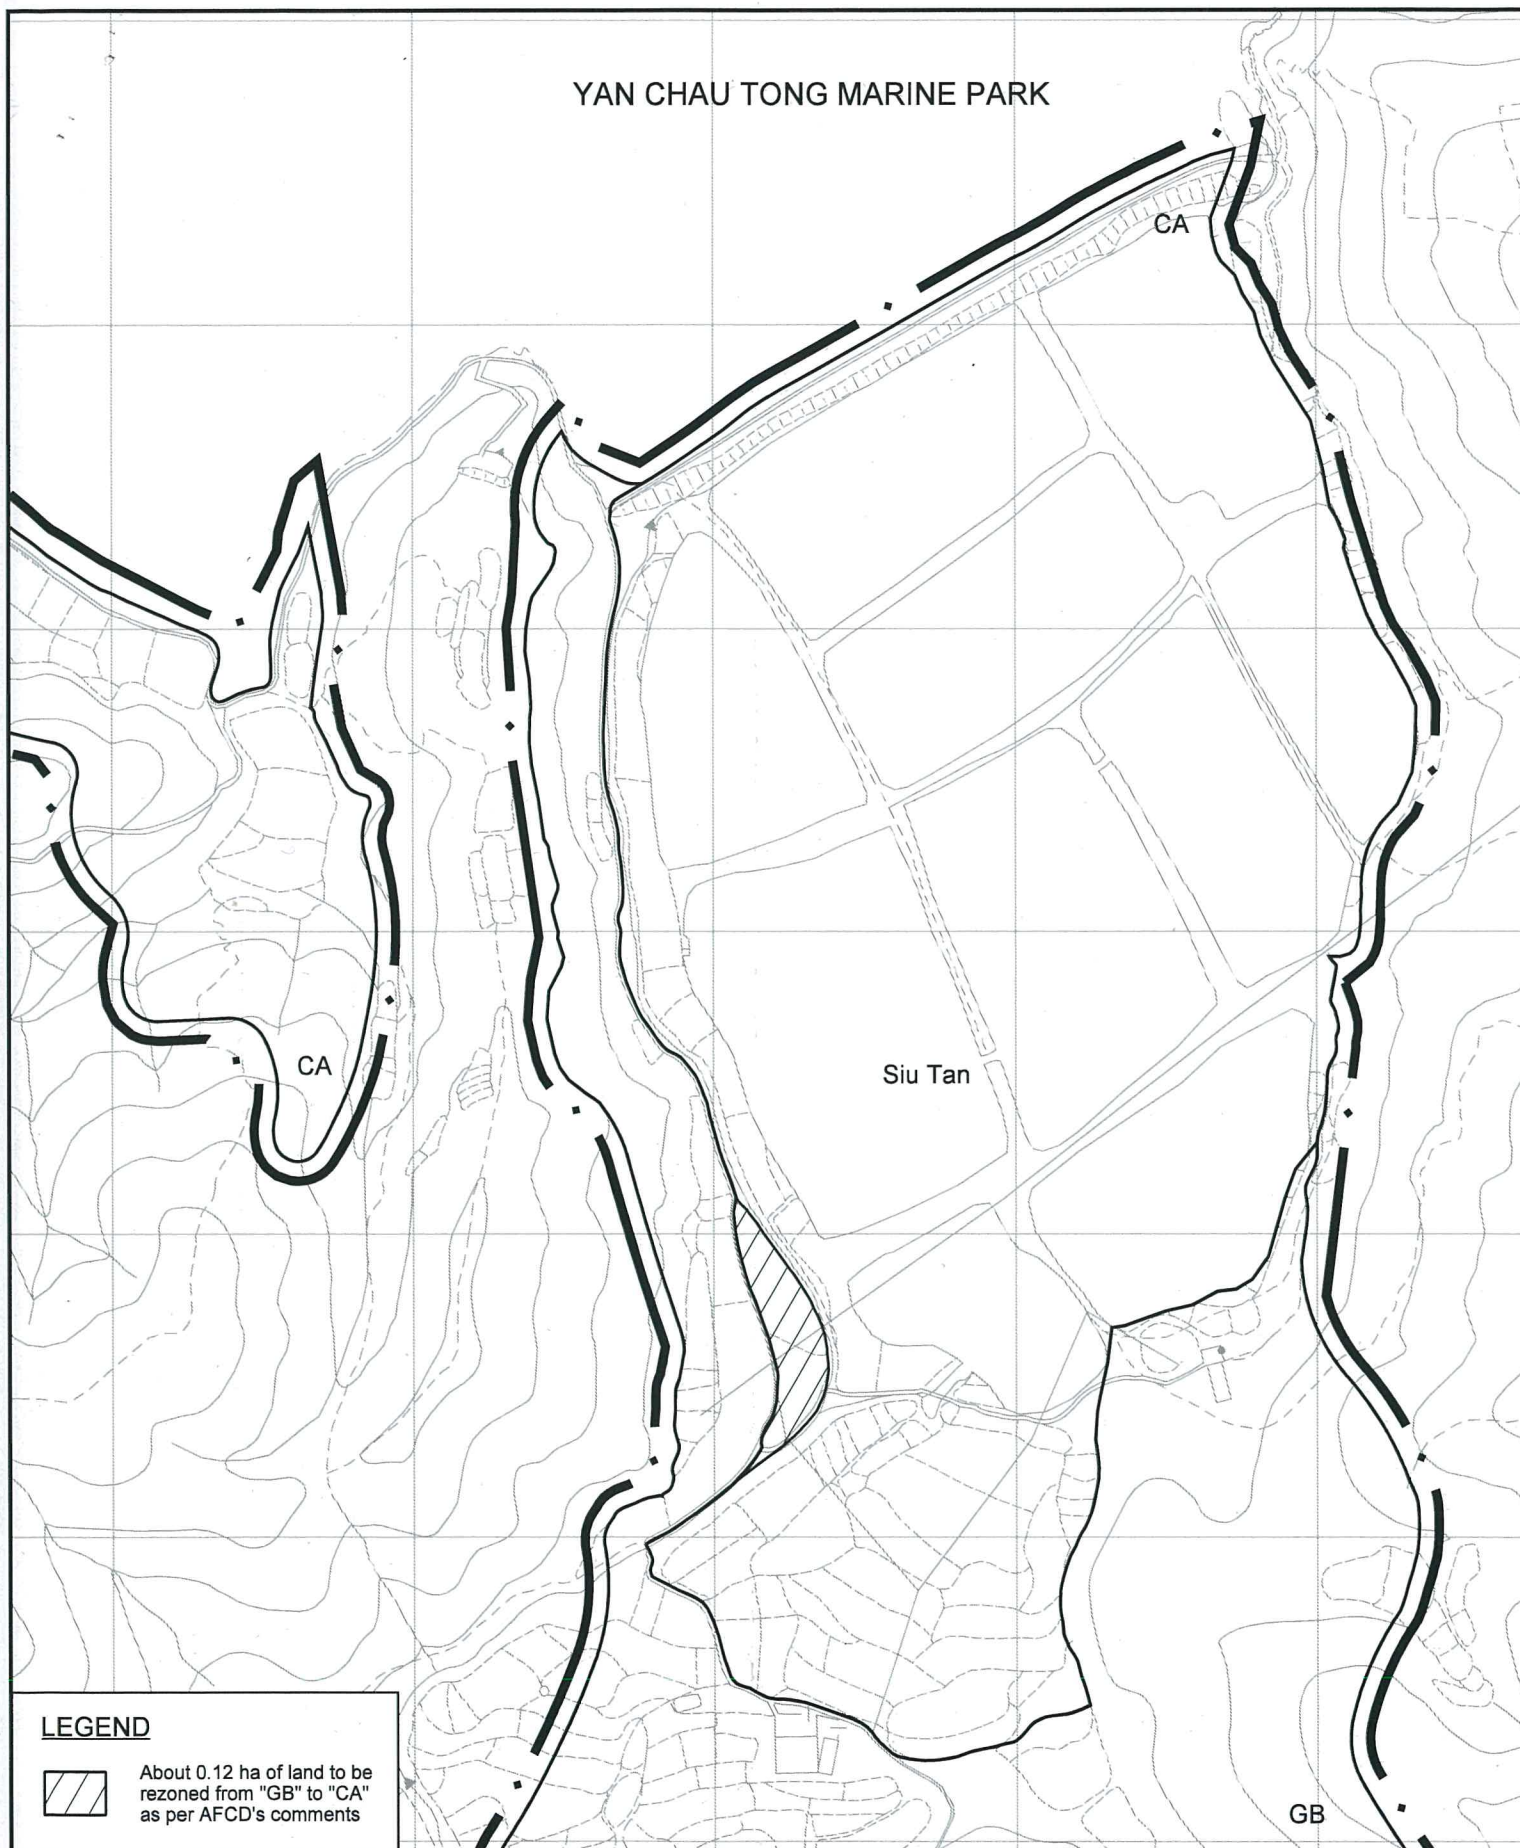 YAN CHAU TONG MARINE PARK
CA
CA
Siu Tan
LEGEND
About 0.12 ha of land to be
rezoned from "GB" to "CA"
as per AFCD's comments
GB